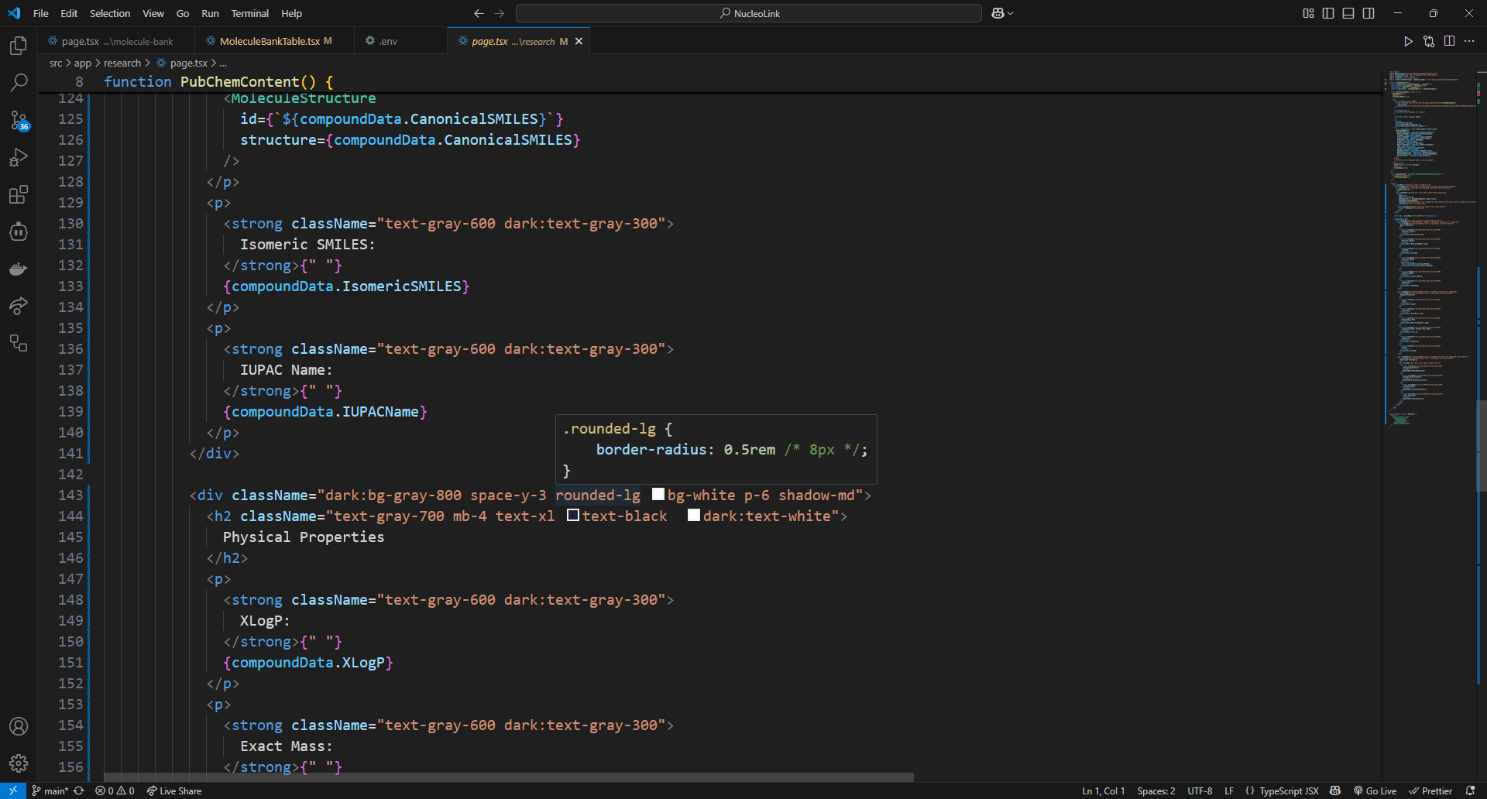 File Edit Selection View Go Run Terminal Help
NucleoLink
page.tsx ...\molecule-bank
MoleculeBankTable.tsx M
.env
page.tsx ...\research M
src > app > research > page.tsx > ...
8 function PubChemContent() {
124 <MoleculeStructure
125 id={`${compoundData.CanonicalSMILES}`}
126 structure={compoundData.CanonicalSMILES}
127 />
128 </p>
129 <p>
130 <strong className="text-gray-600 dark:text-gray-300">
131 Isomeric SMILES:
132 </strong>{" "}
133 {compoundData.IsomericSMILES}
134 </p>
135 <p>
136 <strong className="text-gray-600 dark:text-gray-300">
137 IUPAC Name:
138 </strong>{" "}
139 {compoundData.IUPACName}
140 </p>
141 </div>
142
.rounded-lg {
border-radius: 0.5rem /* 8px */;
}
143 <div className="dark:bg-gray-800 space-y-3 rounded-lg bg-white p-6 shadow-md">
144 <h2 className="text-gray-700 mb-4 text-xl text-black dark:text-white">
145 Physical Properties
146 </h2>
147 <p>
148 <strong className="text-gray-600 dark:text-gray-300">
149 XLogP:
150 </strong>{" "}
151 {compoundData.XLogP}
152 </p>
153 <p>
154 <strong className="text-gray-600 dark:text-gray-300">
155 Exact Mass:
156 </strong>{" "}
36
main* 0 0 Live Share
Ln 1, Col 1 Spaces: 2 UTF-8 LF {} TypeScript JSX Go Live Prettier